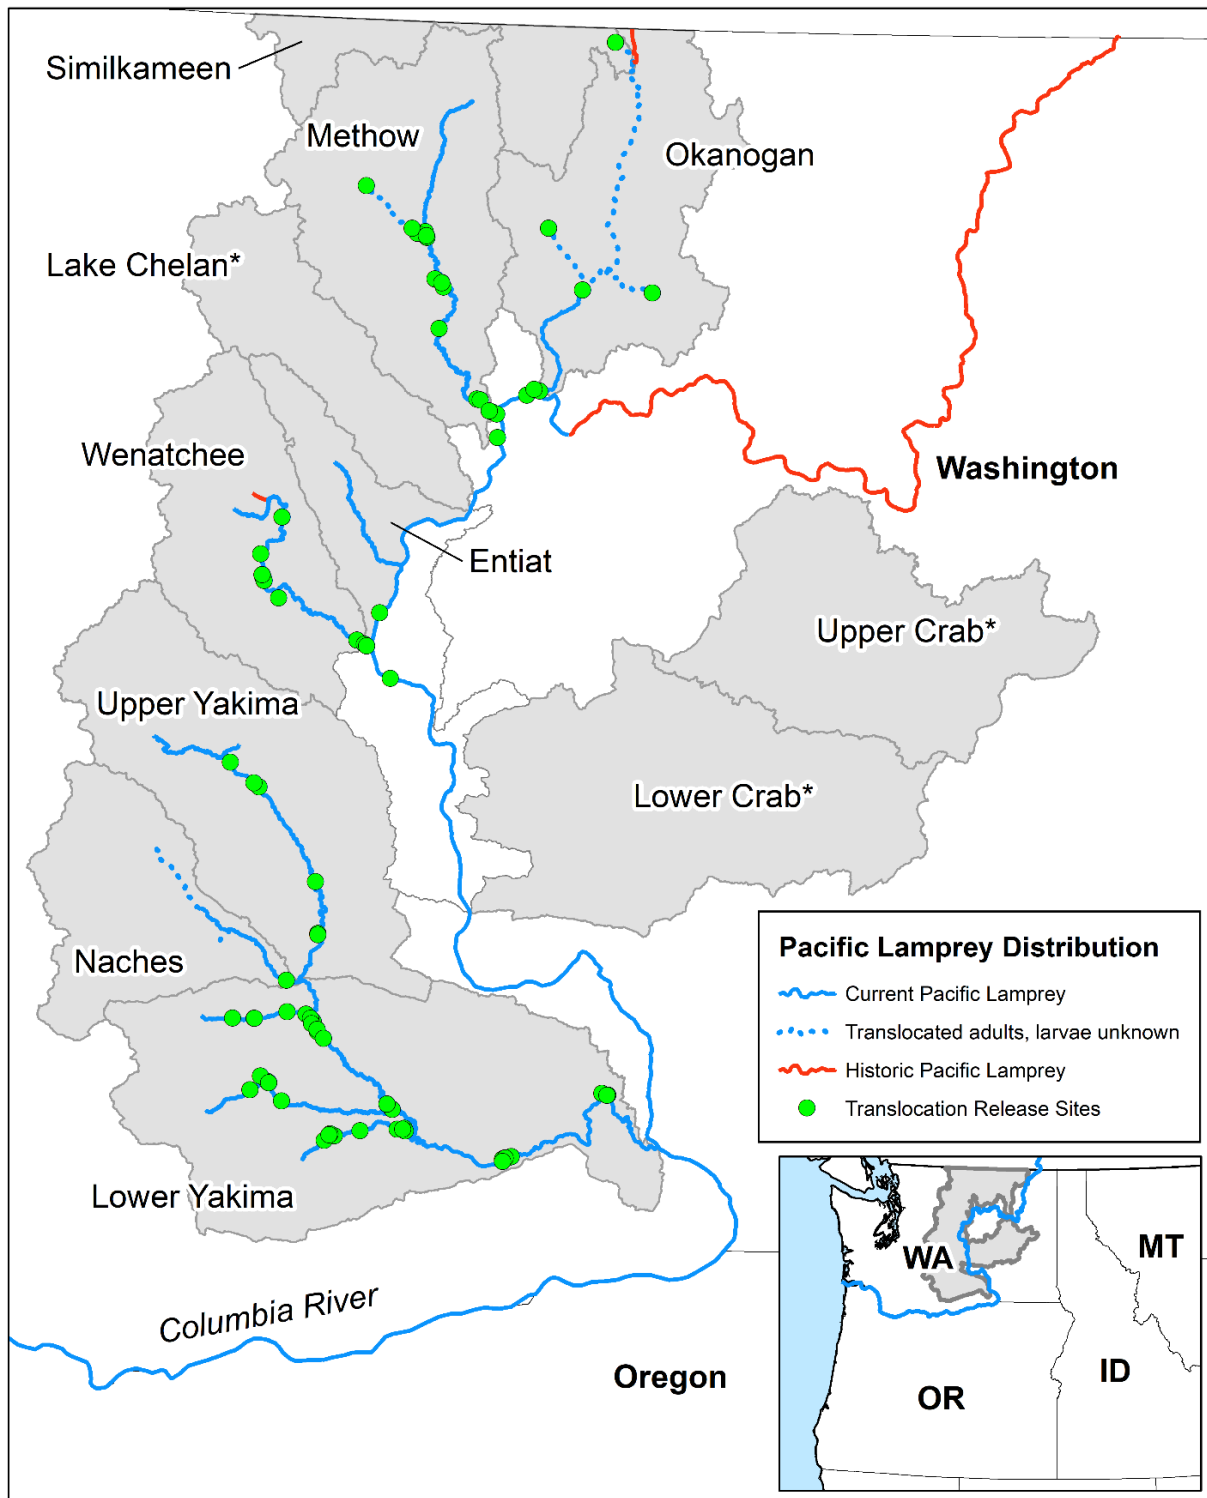 Similkameen
Methow
Okanogan
Lake Chelan*
Wenatchee
Washington
Entiat
Upper Crab*
Upper Yakima
Lower Crab*
Naches
Pacific Lamprey Distribution
Current Pacific Lamprey
Translocated adults, larvae unknown
Historic Pacific Lamprey
Translocation Release Sites
Lower Yakima
Columbia River
Oregon
WA
MT
ID
OR